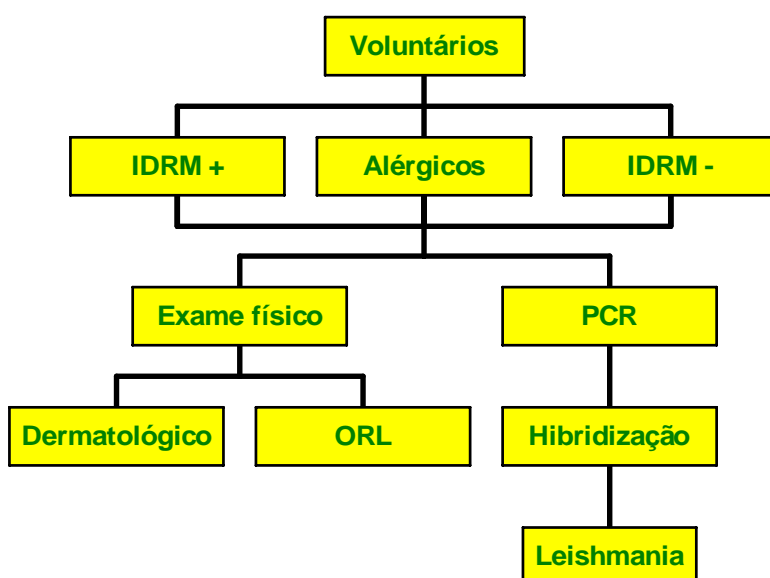 Voluntários
IDRM +
Alérgicos
IDRM -
Exame físico
PCR
Dermatológico
ORL
Hibridização
Leishmania